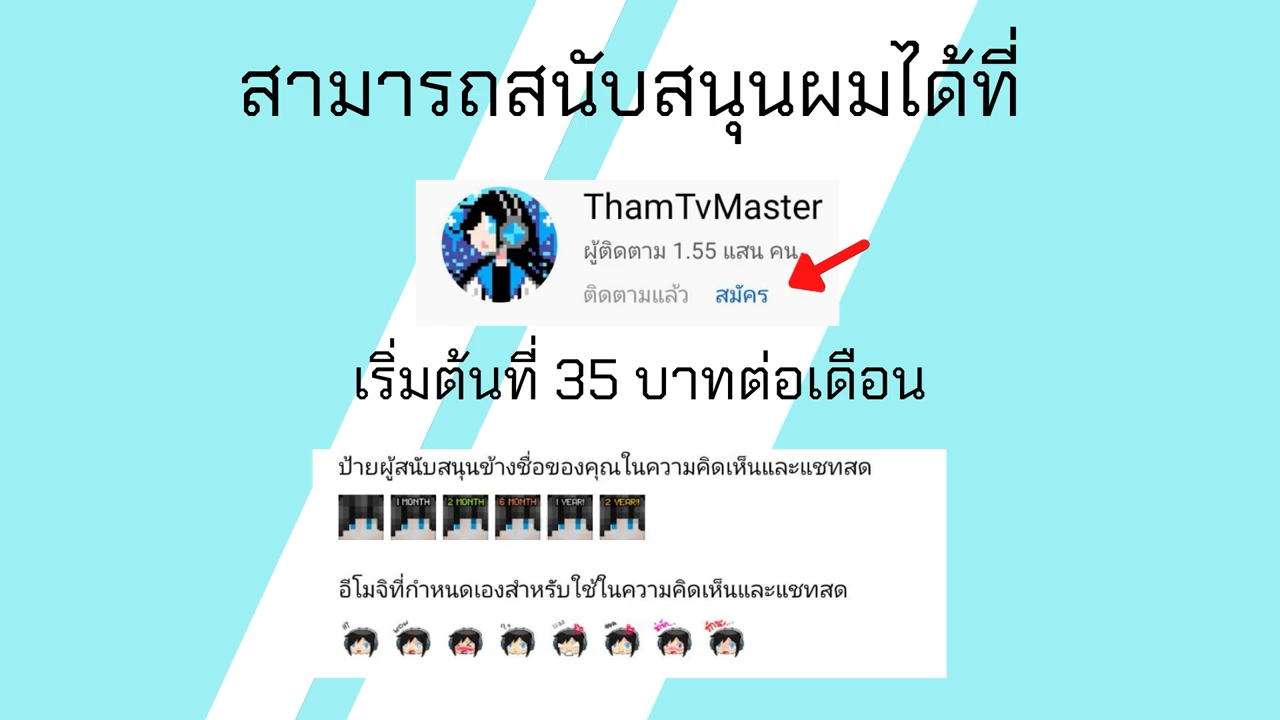 สามารถสนับสนุนผมได้ที่
ThamTvMaster
ผู้ติดตาม 1.55 แสน คน
ติดตามแล้ว สมัคร
เริ่มต้นที่ 35 บาทต่อเดือน
ป้ายผู้สนับสนุนข้างชื่อของคุณในความคิดเห็นและแชทสด
1 MONTH 2 MONTH 6 MONTH 1 YEAR! 2 YEAR!!
อีโมจิที่กำหนดเองสำหรับใช้ในความคิดเห็นและแชทสด